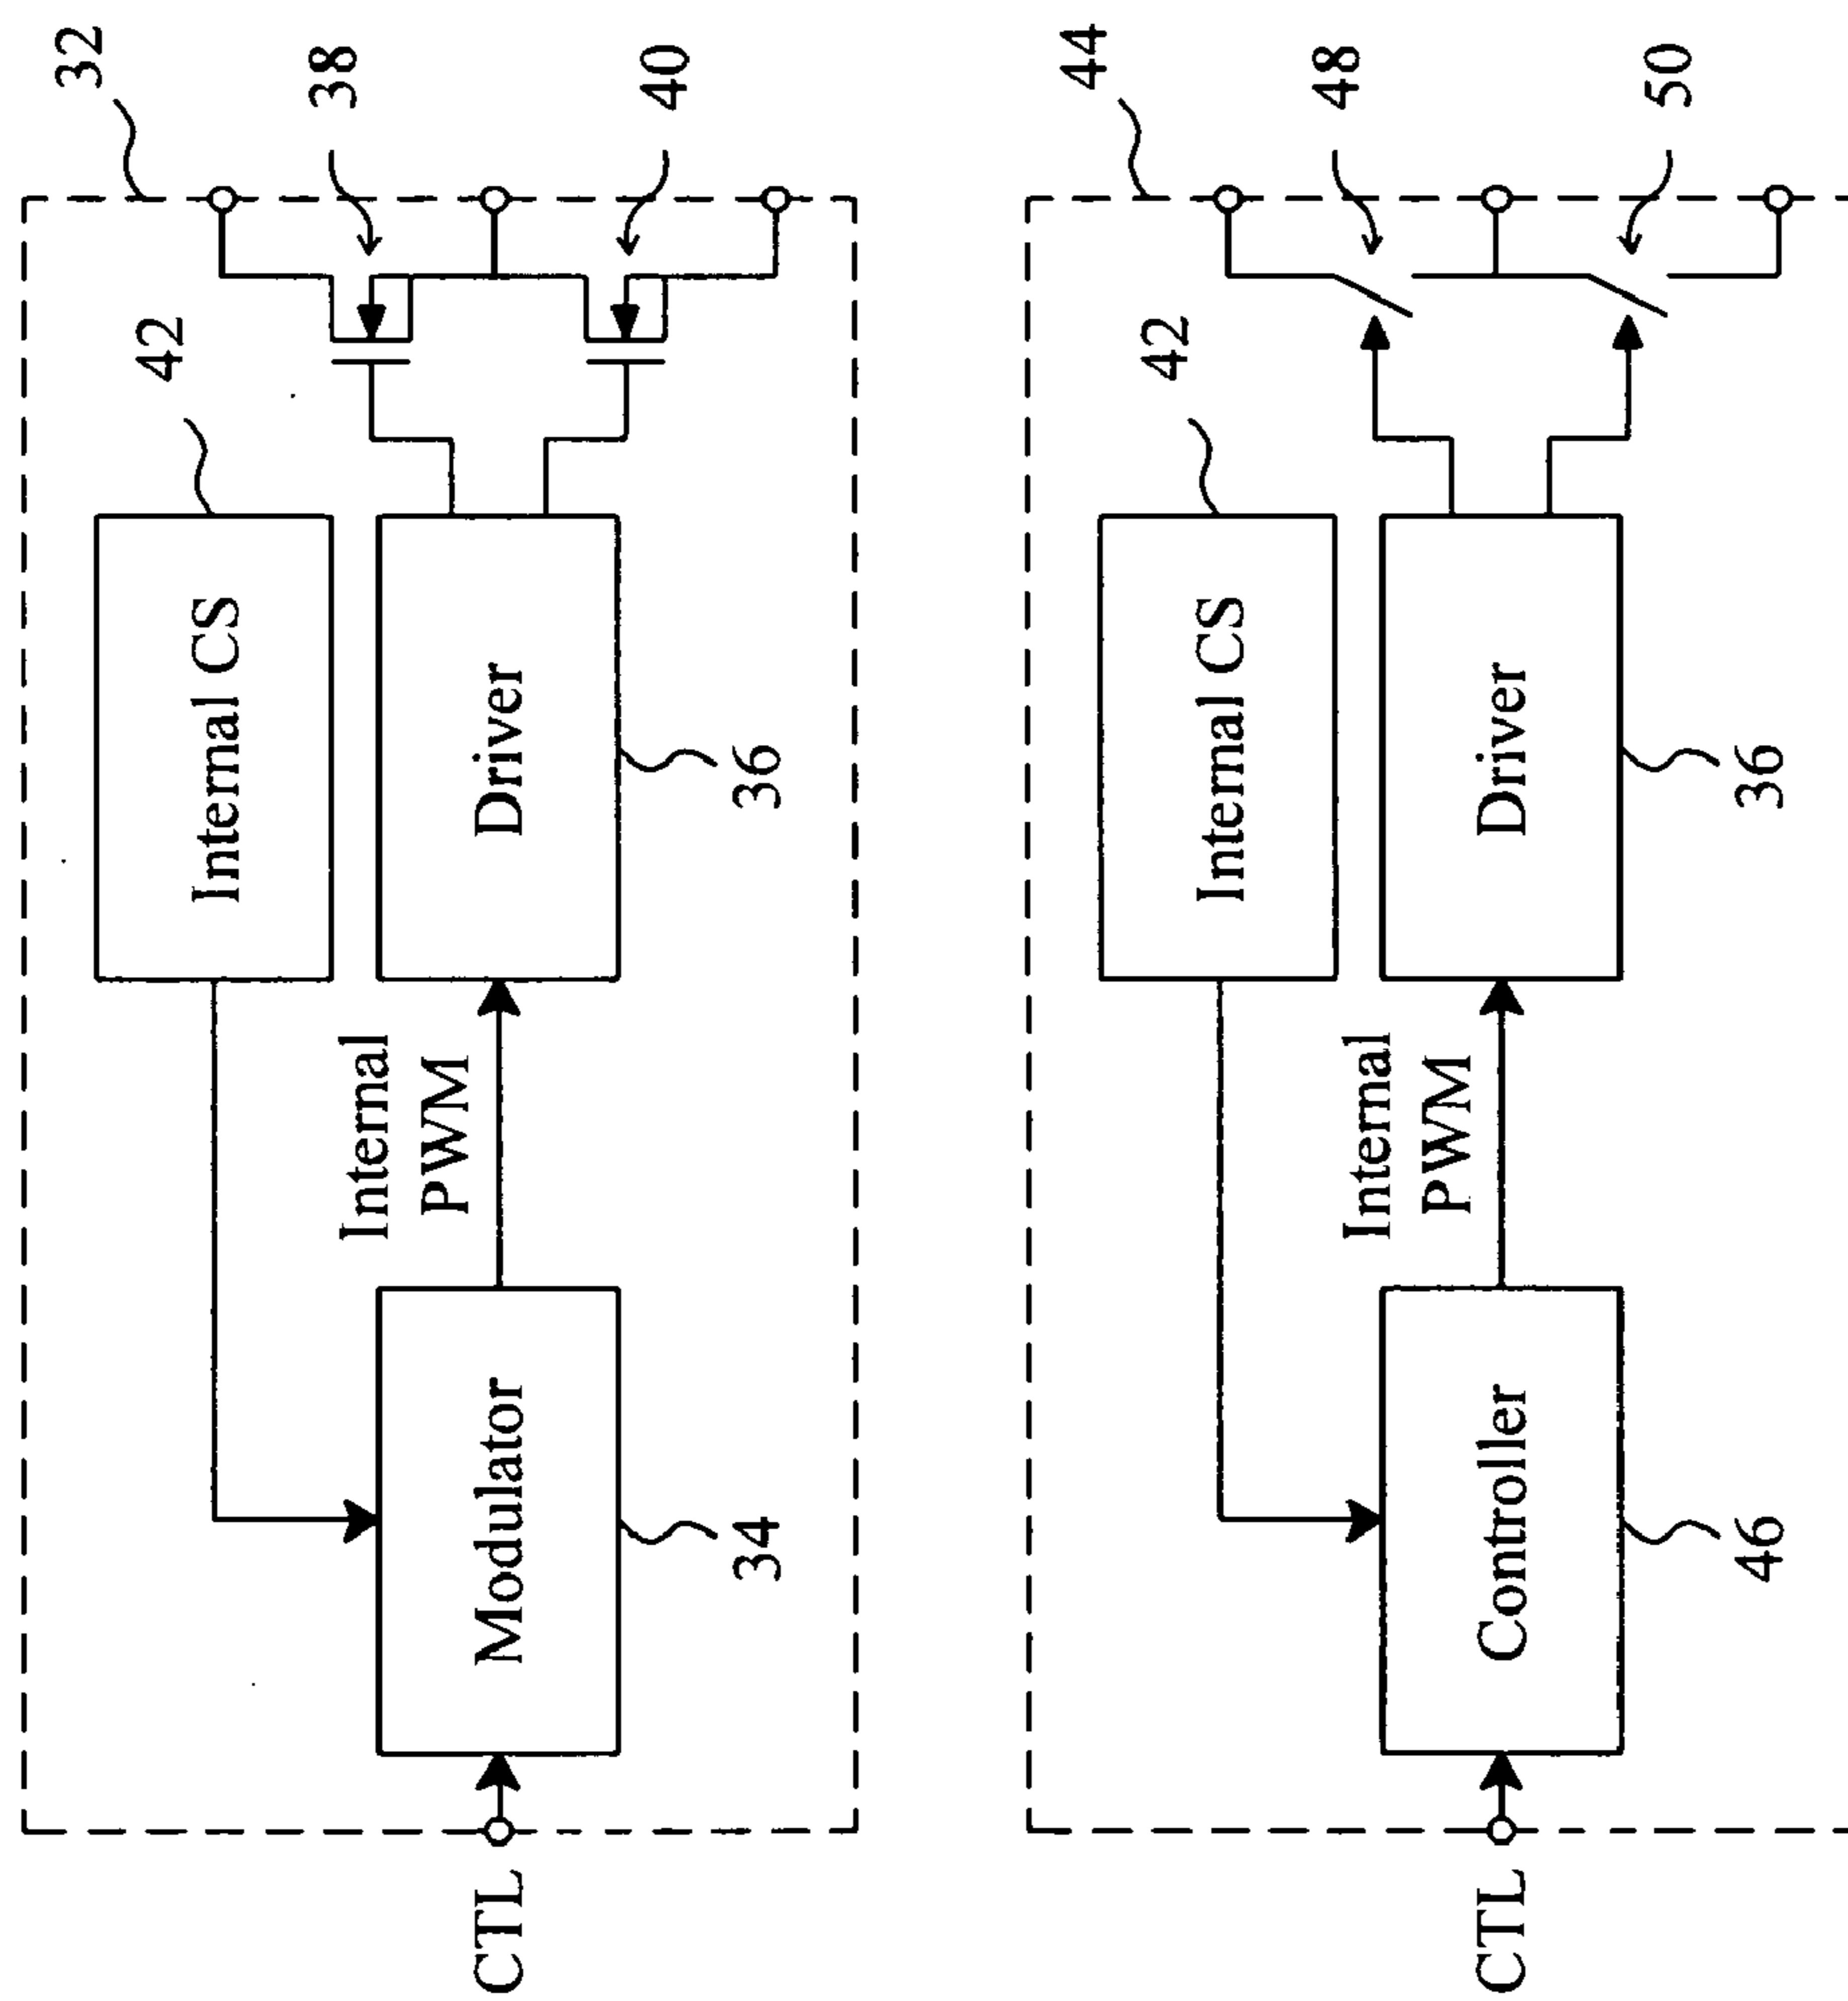 32
38
40
42
Internal CS
Driver
36
Internal
PWM
Modulator
34
CTL
44
48
50
42
Internal CS
Driver
36
Internal
PWM
Controller
46
CTL